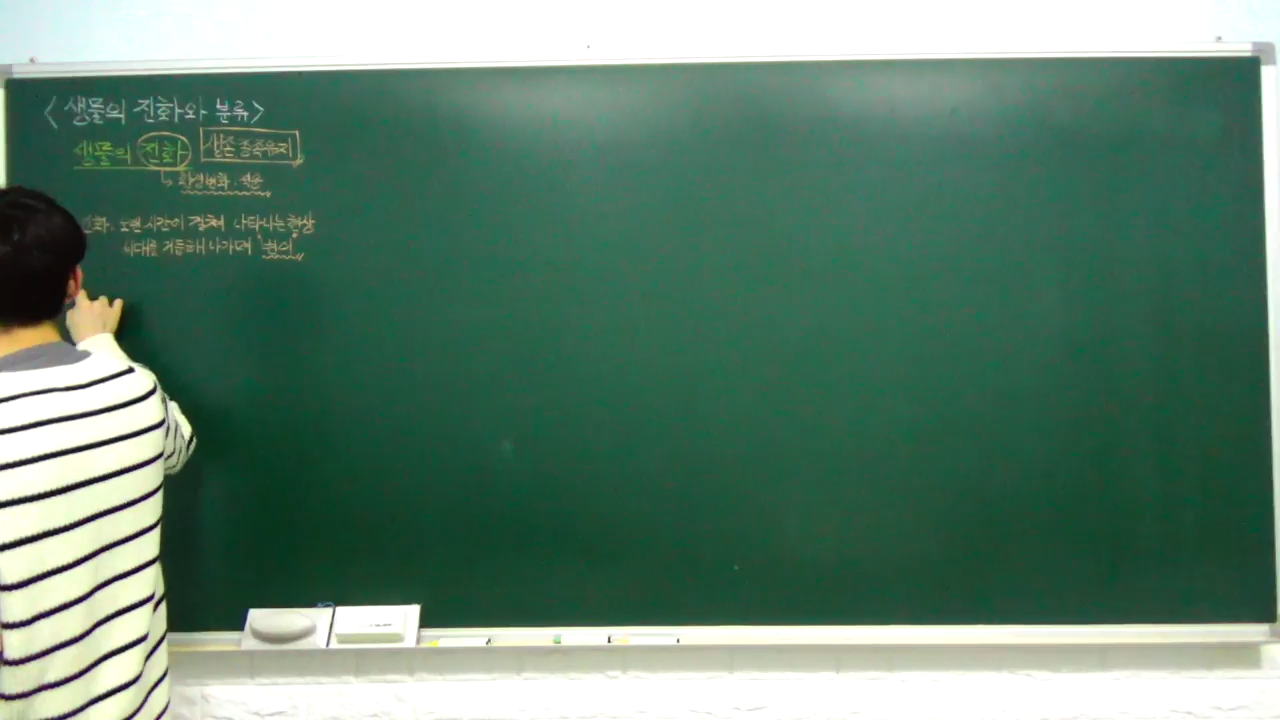 <생물의 진화와 분류>
생물의 진화 생존 종족유지
↳ 환경변화·적응
진화. 오랜 시간이 걸쳐 나타나는 현상
세대를 거듭해 나가며 "변이"